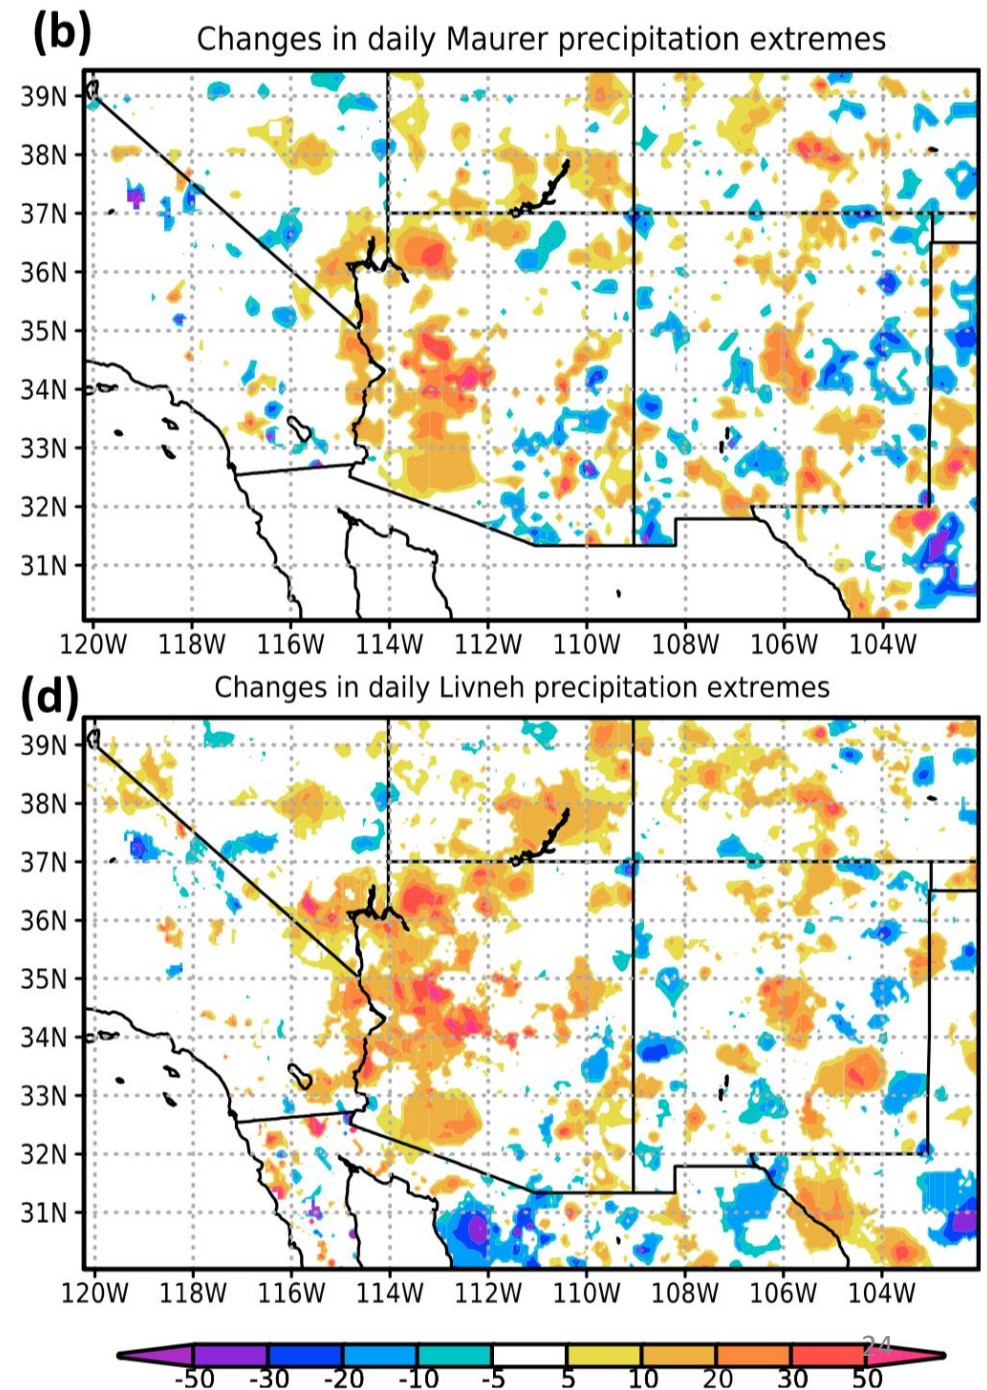 (b)
Changes in daily Maurer precipitation extremes
39N
38N
37N
36N
35N
34N
33N
32N
31N
120W 118W 116W 114W 112W 110W 108W 106W 104W
(d)
Changes in daily Livneh precipitation extremes
39N
38N
37N
36N
35N
34N
33N
32N
31N
120W 118W 116W 114W 112W 110W 108W 106W 104W
24
-50 -30 -20 -10 -5 5 10 20 30 50